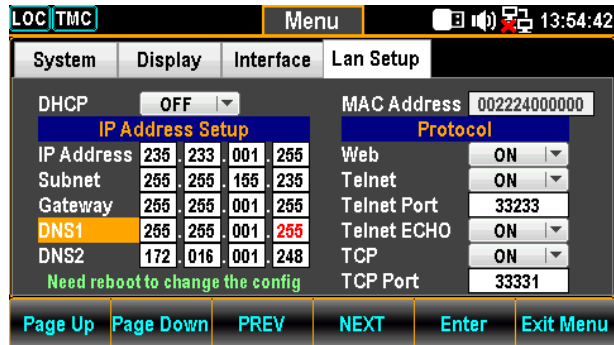 LOC TMC Menu 13:54:42
System Display Interface Lan Setup
DHCP OFF MAC Address 002224000000
IP Address Setup Protocol
IP Address 235 . 233 . 001 . 255 Web ON
Subnet 255 . 255 . 155 . 235 Telnet ON
Gateway 255 . 255 . 001 . 255 Telnet Port 33233
DNS1 255 . 255 . 001 . 255 Telnet ECHO ON
DNS2 172 . 016 . 001 . 248 TCP ON
Need reboot to change the config TCP Port 33331
Page Up Page Down PREV NEXT Enter Exit Menu